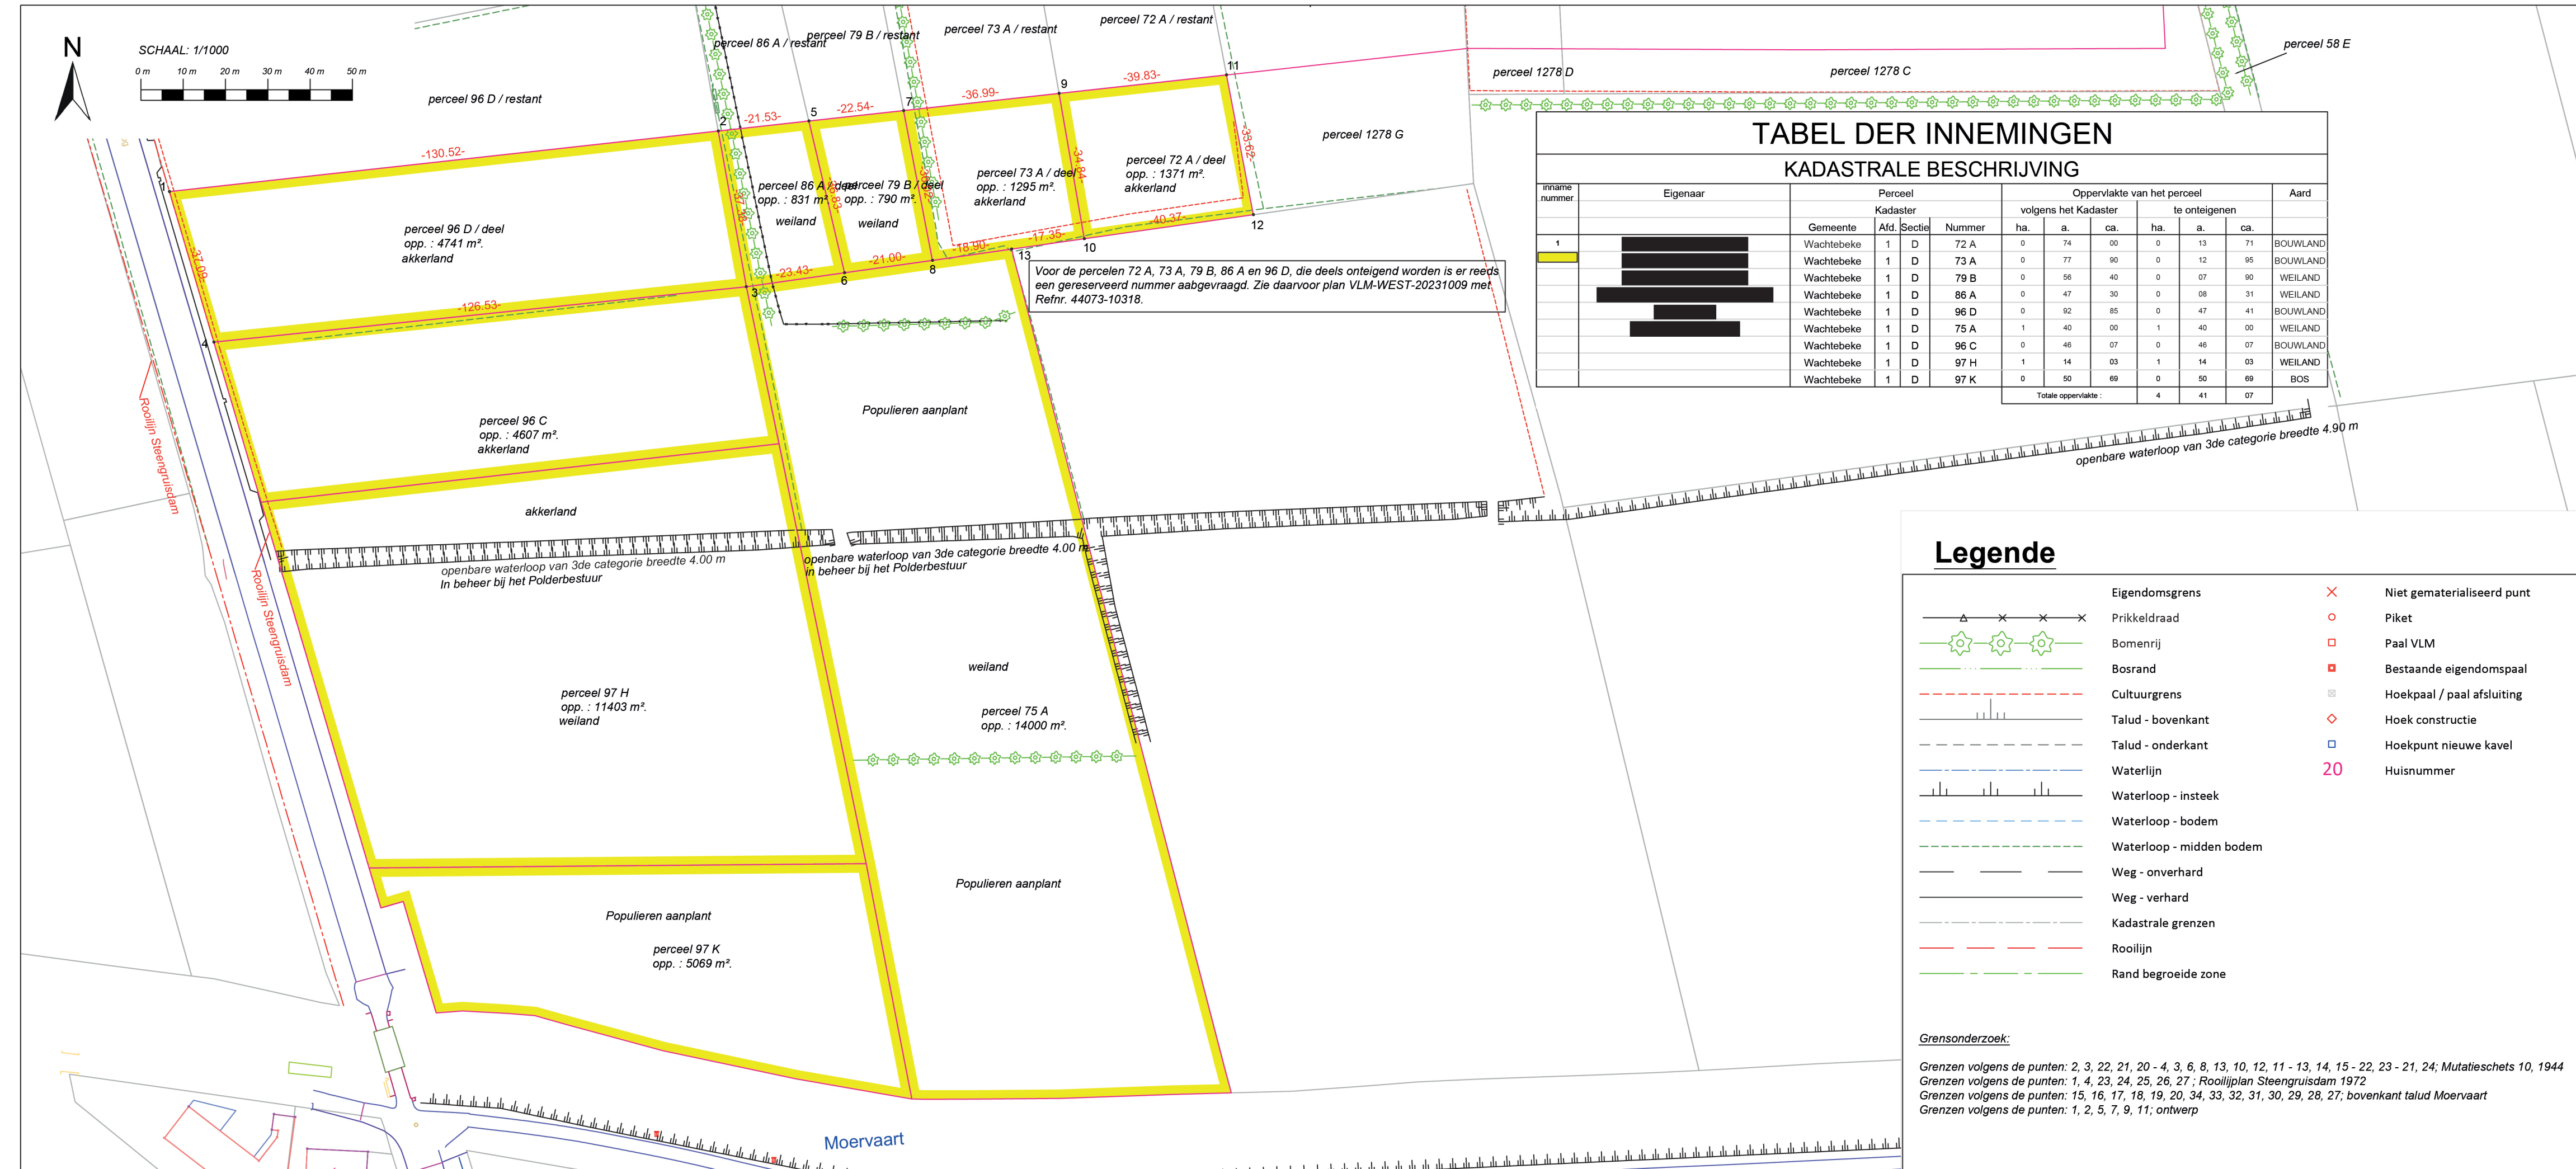 N
SCHAAL: 1/1000
0 m 10 m 20 m 30 m 40 m 50 m
perceel 96 D / restant
perceel 86 A / restant
perceel 79 B / restant
perceel 73 A / restant
perceel 72 A / restant
perceel 1278 D
perceel 1278 C
perceel 58 E
perceel 1278 G
1
2
3
4
5
6
7
8
9
10
11
12
13
-130.52-
-21.53-
-22.54-
-36.99-
-39.83-
-33.62-
-34.84-
-37.09-
-126.53-
-23.43-
-21.00-
-18.90-
-17.35-
-40.37-
perceel 96 D / deel
opp. : 4741 m².
akkerland
perceel 86 A / deel
opp. : 831 m².
weiland
perceel 79 B / deel
opp. : 790 m².
weiland
perceel 73 A / deel
opp. : 1295 m².
akkerland
perceel 72 A / deel
opp. : 1371 m².
akkerland
Voor de percelen 72 A, 73 A, 79 B, 86 A en 96 D, die deels onteigend worden is er reeds
een gereserveerd nummer aabgevraagd. Zie daarvoor plan VLM-WEST-20231009 met
Refnr. 44073-10318.
Rooilijn Steengruisdam
Rooilijn Steengruisdam
perceel 96 C
opp. : 4607 m².
akkerland
akkerland
Populieren aanplant
openbare waterloop van 3de categorie breedte 4.00 m
In beheer bij het Polderbestuur
openbare waterloop van 3de categorie breedte 4.00 m
in beheer bij het Polderbestuur
openbare waterloop van 3de categorie breedte 4.90 m
perceel 97 H
opp. : 11403 m².
weiland
weiland
perceel 75 A
opp. : 14000 m².
Populieren aanplant
Populieren aanplant
perceel 97 K
opp. : 5069 m².
Moervaart
TABEL DER INNEMINGEN
KADASTRALE BESCHRIJVING
inname nummer Eigenaar Perceel Oppervlakte van het perceel Aard
Kadaster volgens het Kadaster te onteigenen
Gemeente Afd. Sectie Nummer ha. a. ca. ha. a. ca.
1 Wachtebeke 1 D 72 A 0 74 00 0 13 71 BOUWLAND
Wachtebeke 1 D 73 A 0 77 90 0 12 95 BOUWLAND
Wachtebeke 1 D 79 B 0 56 40 0 07 90 WEILAND
Wachtebeke 1 D 86 A 0 47 30 0 08 31 WEILAND
Wachtebeke 1 D 96 D 0 92 85 0 47 41 BOUWLAND
Wachtebeke 1 D 75 A 1 40 00 1 40 00 WEILAND
Wachtebeke 1 D 96 C 0 46 07 0 46 07 BOUWLAND
Wachtebeke 1 D 97 H 1 14 03 1 14 03 WEILAND
Wachtebeke 1 D 97 K 0 50 69 0 50 69 BOS
Totale oppervlakte : 4 41 07
Legende
Eigendomsgrens
Prikkeldraad
Bomenrij
Bosrand
Cultuurgrens
Talud - bovenkant
Talud - onderkant
Waterlijn
Waterloop - insteek
Waterloop - bodem
Waterloop - midden bodem
Weg - onverhard
Weg - verhard
Kadastrale grenzen
Rooilijn
Rand begroeide zone
Niet gematerialiseerd punt
Piket
Paal VLM
Bestaande eigendomspaal
Hoekpaal / paal afsluiting
Hoek constructie
Hoekpunt nieuwe kavel
20 Huisnummer
Grensonderzoek:
Grenzen volgens de punten: 2, 3, 22, 21, 20 - 4, 3, 6, 8, 13, 10, 12, 11 - 13, 14, 15 - 22, 23 - 21, 24; Mutatieschets 10, 1944
Grenzen volgens de punten: 1, 4, 23, 24, 25, 26, 27 ; Rooilijplan Steengruisdam 1972
Grenzen volgens de punten: 15, 16, 17, 18, 19, 20, 34, 33, 32, 31, 30, 29, 28, 27; bovenkant talud Moervaart
Grenzen volgens de punten: 1, 2, 5, 7, 9, 11; ontwerp